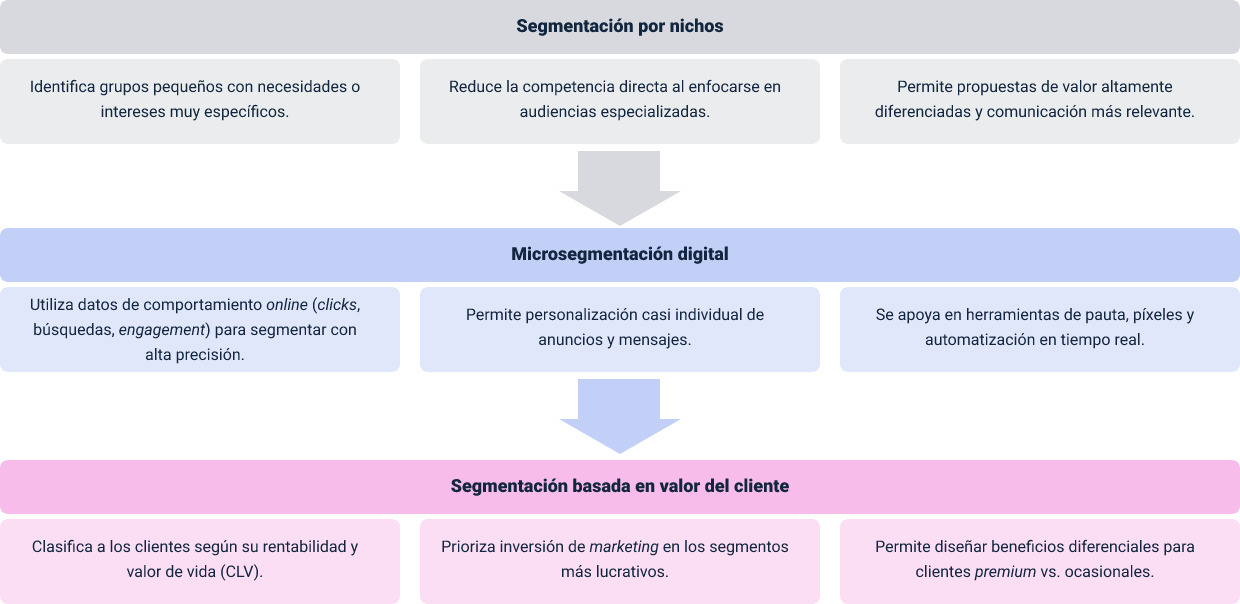 Segmentación por nichos
Identifica grupos pequeños con necesidades o
intereses muy específicos.
Reduce la competencia directa al enfocarse en
audiencias especializadas.
Permite propuestas de valor altamente
diferenciadas y comunicación más relevante.
Microsegmentación digital
Utiliza datos de comportamiento online (clicks,
búsquedas, engagement) para segmentar con
alta precisión.
Permite personalización casi individual de
anuncios y mensajes.
Se apoya en herramientas de pauta, píxeles y
automatización en tiempo real.
Segmentación basada en valor del cliente
Clasifica a los clientes según su rentabilidad y
valor de vida (CLV).
Prioriza inversión de marketing en los segmentos
más lucrativos.
Permite diseñar beneficios diferenciales para
clientes premium vs. ocasionales.